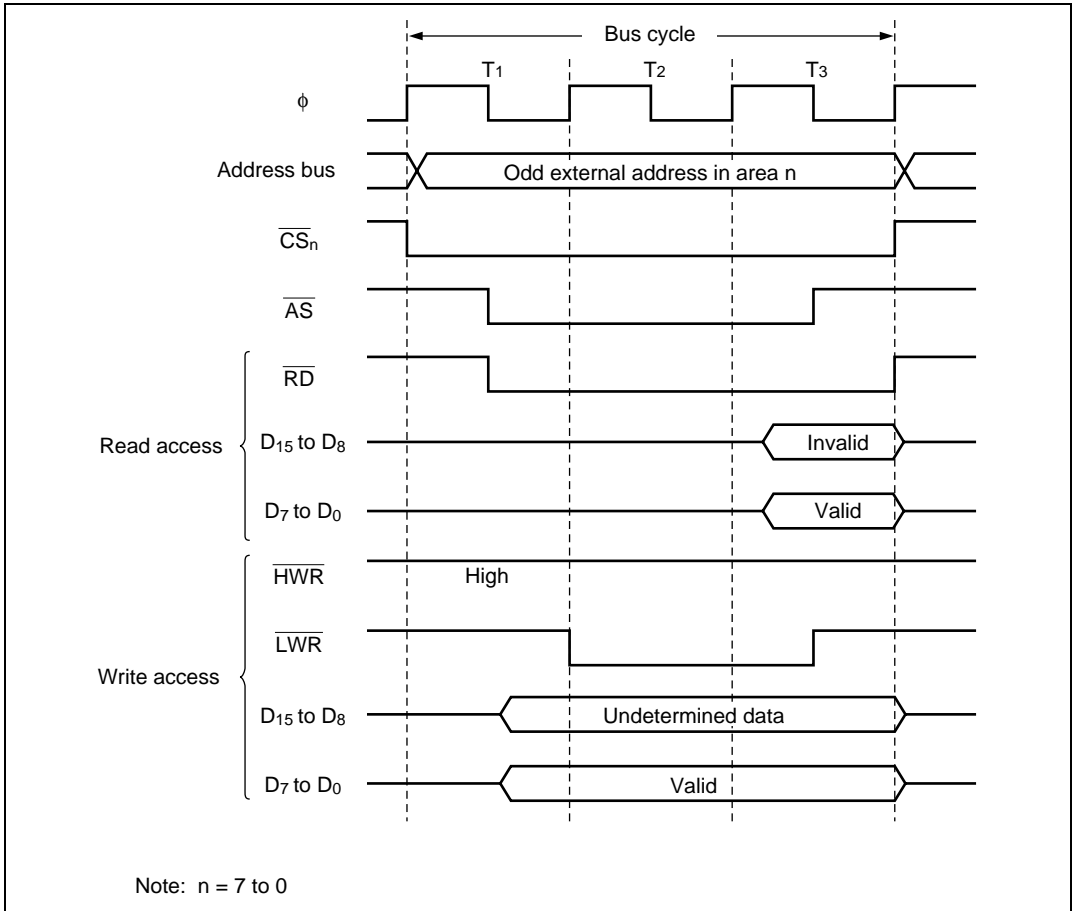 Bus cycle
T1 T2 T3
ϕ
Address bus Odd external address in area n
CSn
AS
RD
Read access D15 to D8 Invalid
D7 to D0 Valid
HWR High
LWR
Write access
D15 to D8 Undetermined data
D7 to D0 Valid
Note: n = 7 to 0